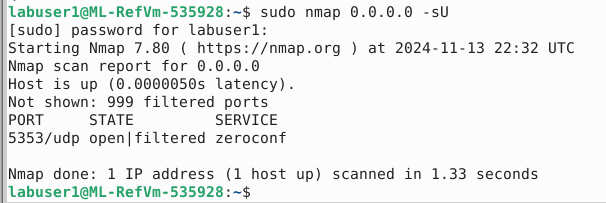 labuser1@ML-RefVm-535928:~$ sudo nmap 0.0.0.0 -sU
[sudo] password for labuser1:
Starting Nmap 7.80 ( https://nmap.org ) at 2024-11-13 22:32 UTC
Nmap scan report for 0.0.0.0
Host is up (0.0000050s latency).
Not shown: 999 filtered ports
PORT     STATE         SERVICE
5353/udp open|filtered zeroconf

Nmap done: 1 IP address (1 host up) scanned in 1.33 seconds
labuser1@ML-RefVm-535928:~$